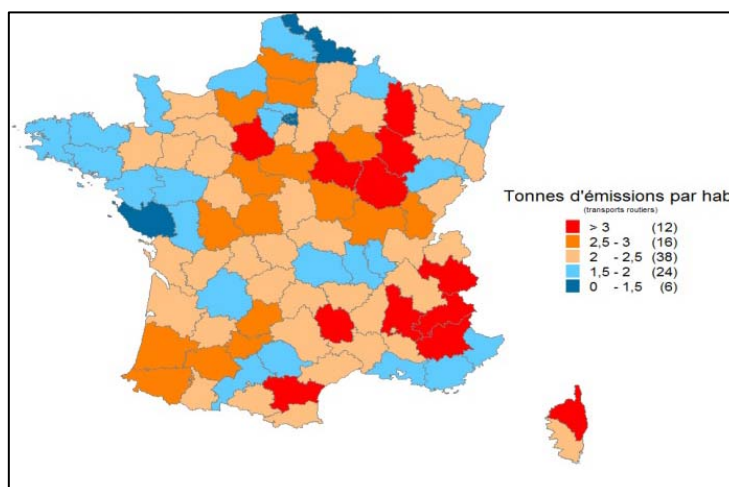 Tonnes d'émissions par hab
(transports routiers)
> 3 (12)
2,5 - 3 (16)
2 - 2,5 (38)
1,5 - 2 (24)
0 - 1,5 (6)